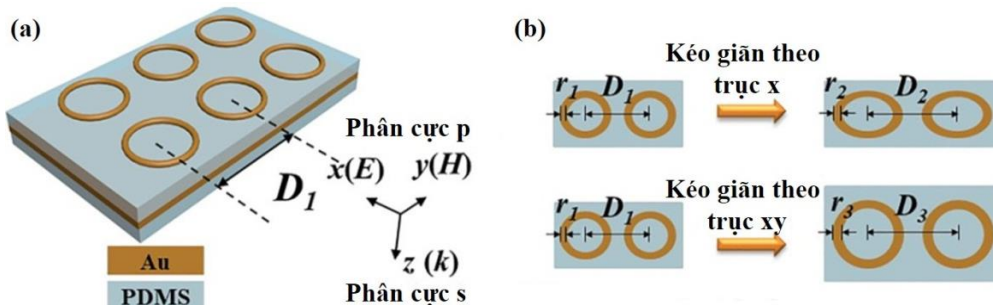 (a)
Phân cực p
x(E) y(H)
D1
z (k)
Phân cực s
Au
PDMS
(b)
Kéo giãn theo
trục x
r1 D1
r2 D2
Kéo giãn theo
trục xy
r1 D1
r3 D3